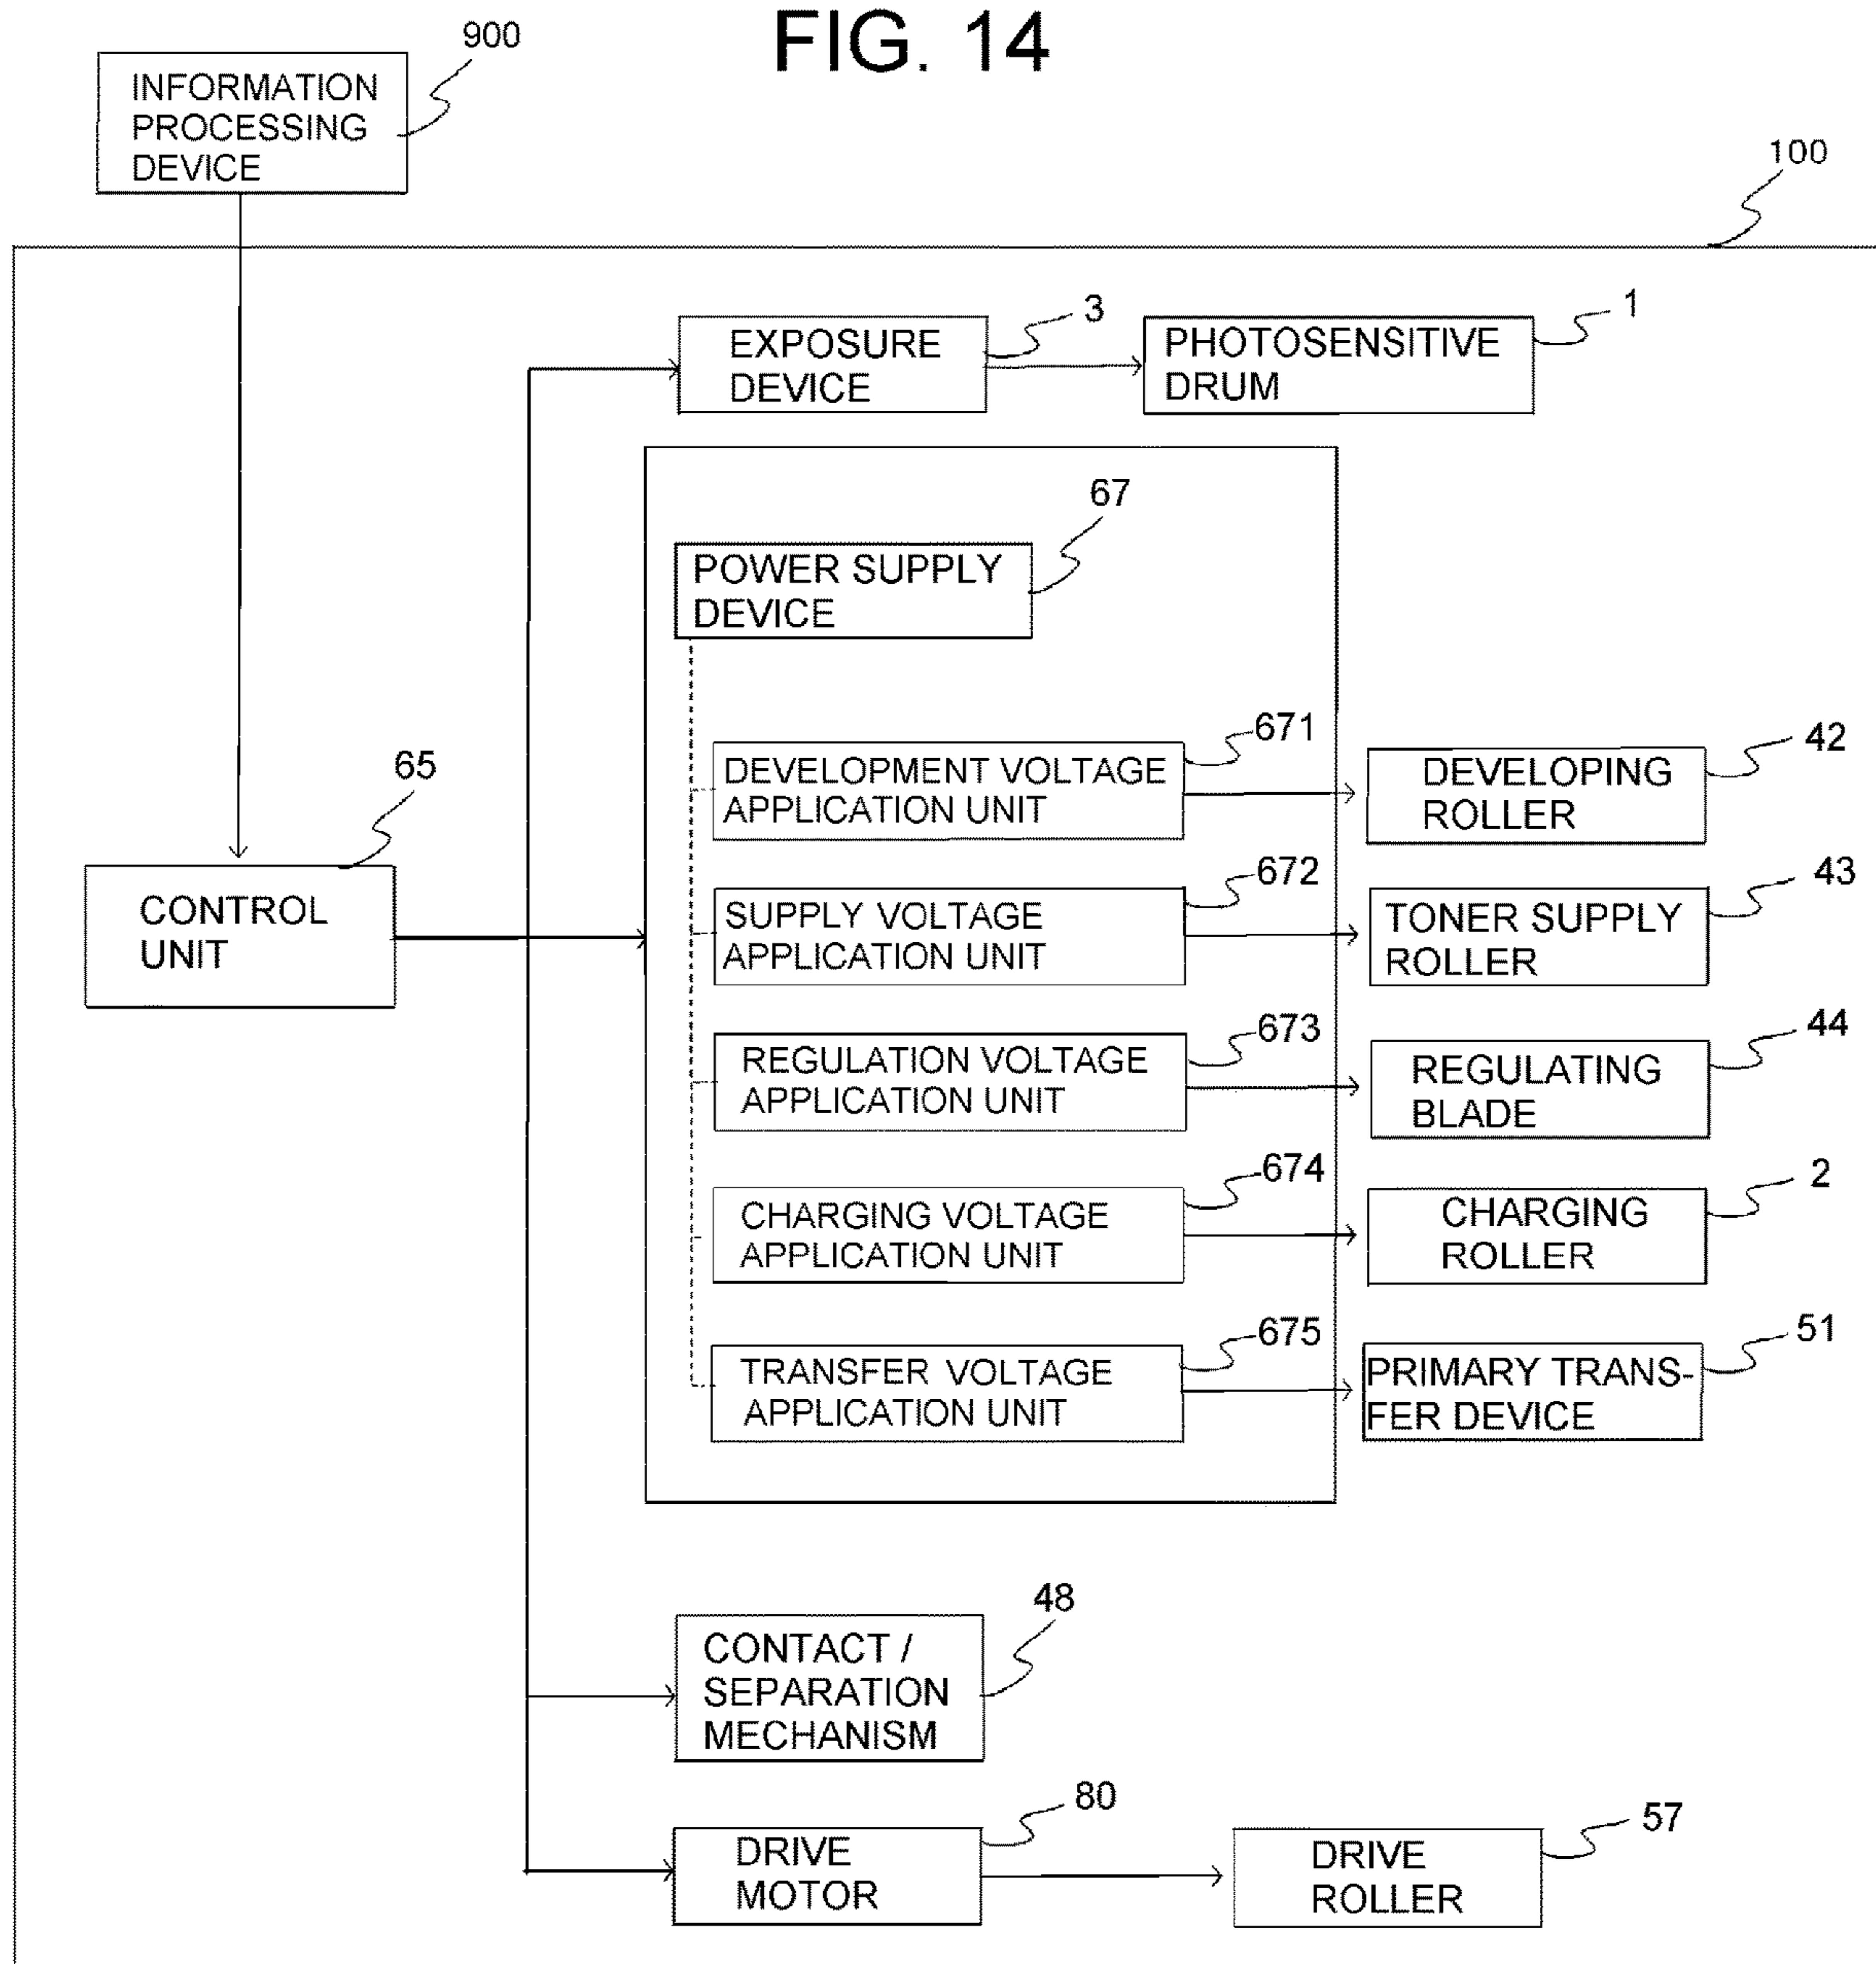 FIG. 14
900
INFORMATION
PROCESSING
DEVICE
100
3
EXPOSURE
DEVICE
1
PHOTOSENSITIVE
DRUM
67
POWER SUPPLY
DEVICE
65
CONTROL
UNIT
671
DEVELOPMENT VOLTAGE
APPLICATION UNIT
42
DEVELOPING
ROLLER
672
SUPPLY VOLTAGE
APPLICATION UNIT
43
TONER SUPPLY
ROLLER
673
REGULATION VOLTAGE
APPLICATION UNIT
44
REGULATING
BLADE
674
CHARGING VOLTAGE
APPLICATION UNIT
2
CHARGING
ROLLER
675
TRANSFER VOLTAGE
APPLICATION UNIT
51
PRIMARY TRANS-
FER DEVICE
48
CONTACT /
SEPARATION
MECHANISM
80
DRIVE
MOTOR
57
DRIVE
ROLLER